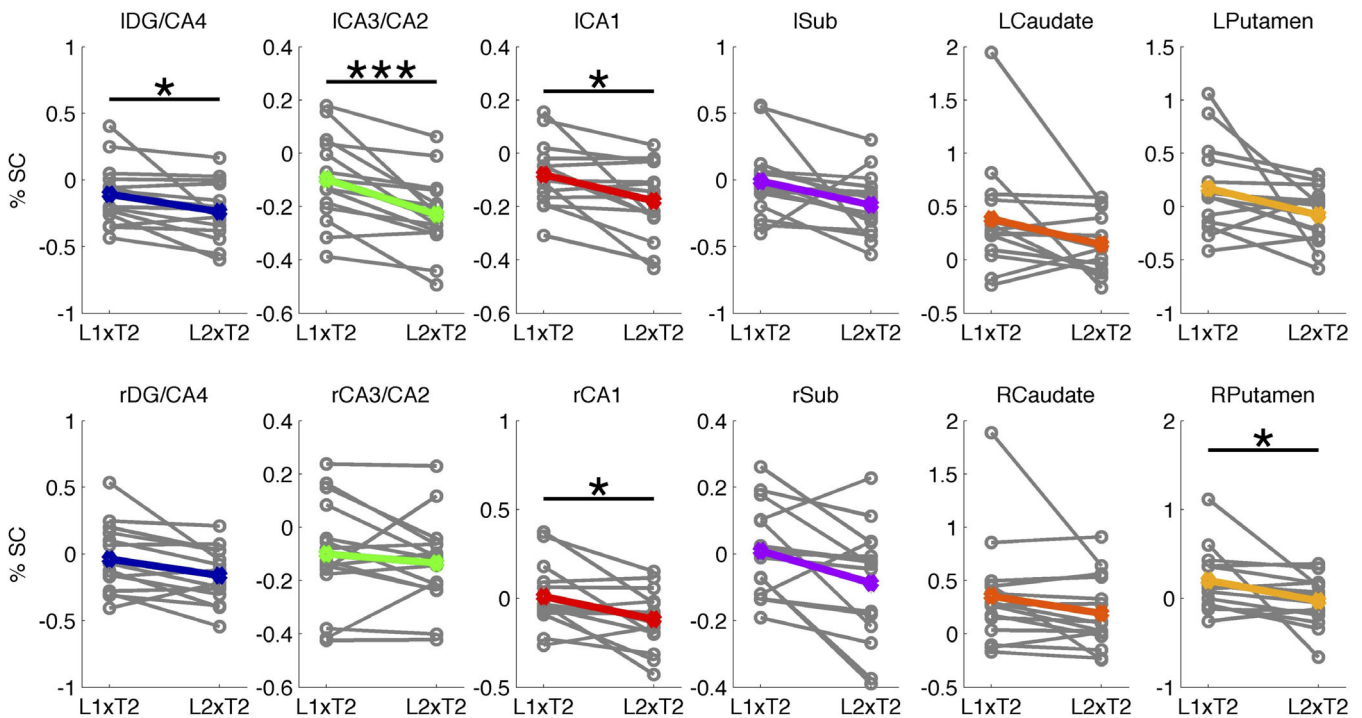 lDG/CA4 lCA3/CA2 lCA1 lSub LCaudate LPutamen
1 0.4 0.4 1 2 1.5
*
***
*
0.5 0.2 0.2 0.5 1.5 1
0 0 0 0 1 0.5
-0.2 -0.2 0.5 0
-0.5 -0.4 -0.4 -0.5 0 -0.5
-1 -0.6 -0.6 -1 -0.5 -1
% SC
L1xT2 L2xT2 L1xT2 L2xT2 L1xT2 L2xT2 L1xT2 L2xT2 L1xT2 L2xT2 L1xT2 L2xT2
rDG/CA4 rCA3/CA2 rCA1 rSub RCaudate RPutamen
1 0.4 1 0.4 2 2
*
*
0.5 0.2 0.5 0.2 1.5 1
0 0 0 0 1 0
-0.2 0.5
-0.5 -0.4 -0.2 0
-1 -0.6 0.5 -0.4 -0.5 -1
% SC
L1xT2 L2xT2 L1xT2 L2xT2 L1xT2 L2xT2 L1xT2 L2xT2 L1xT2 L2xT2 L1xT2 L2xT2